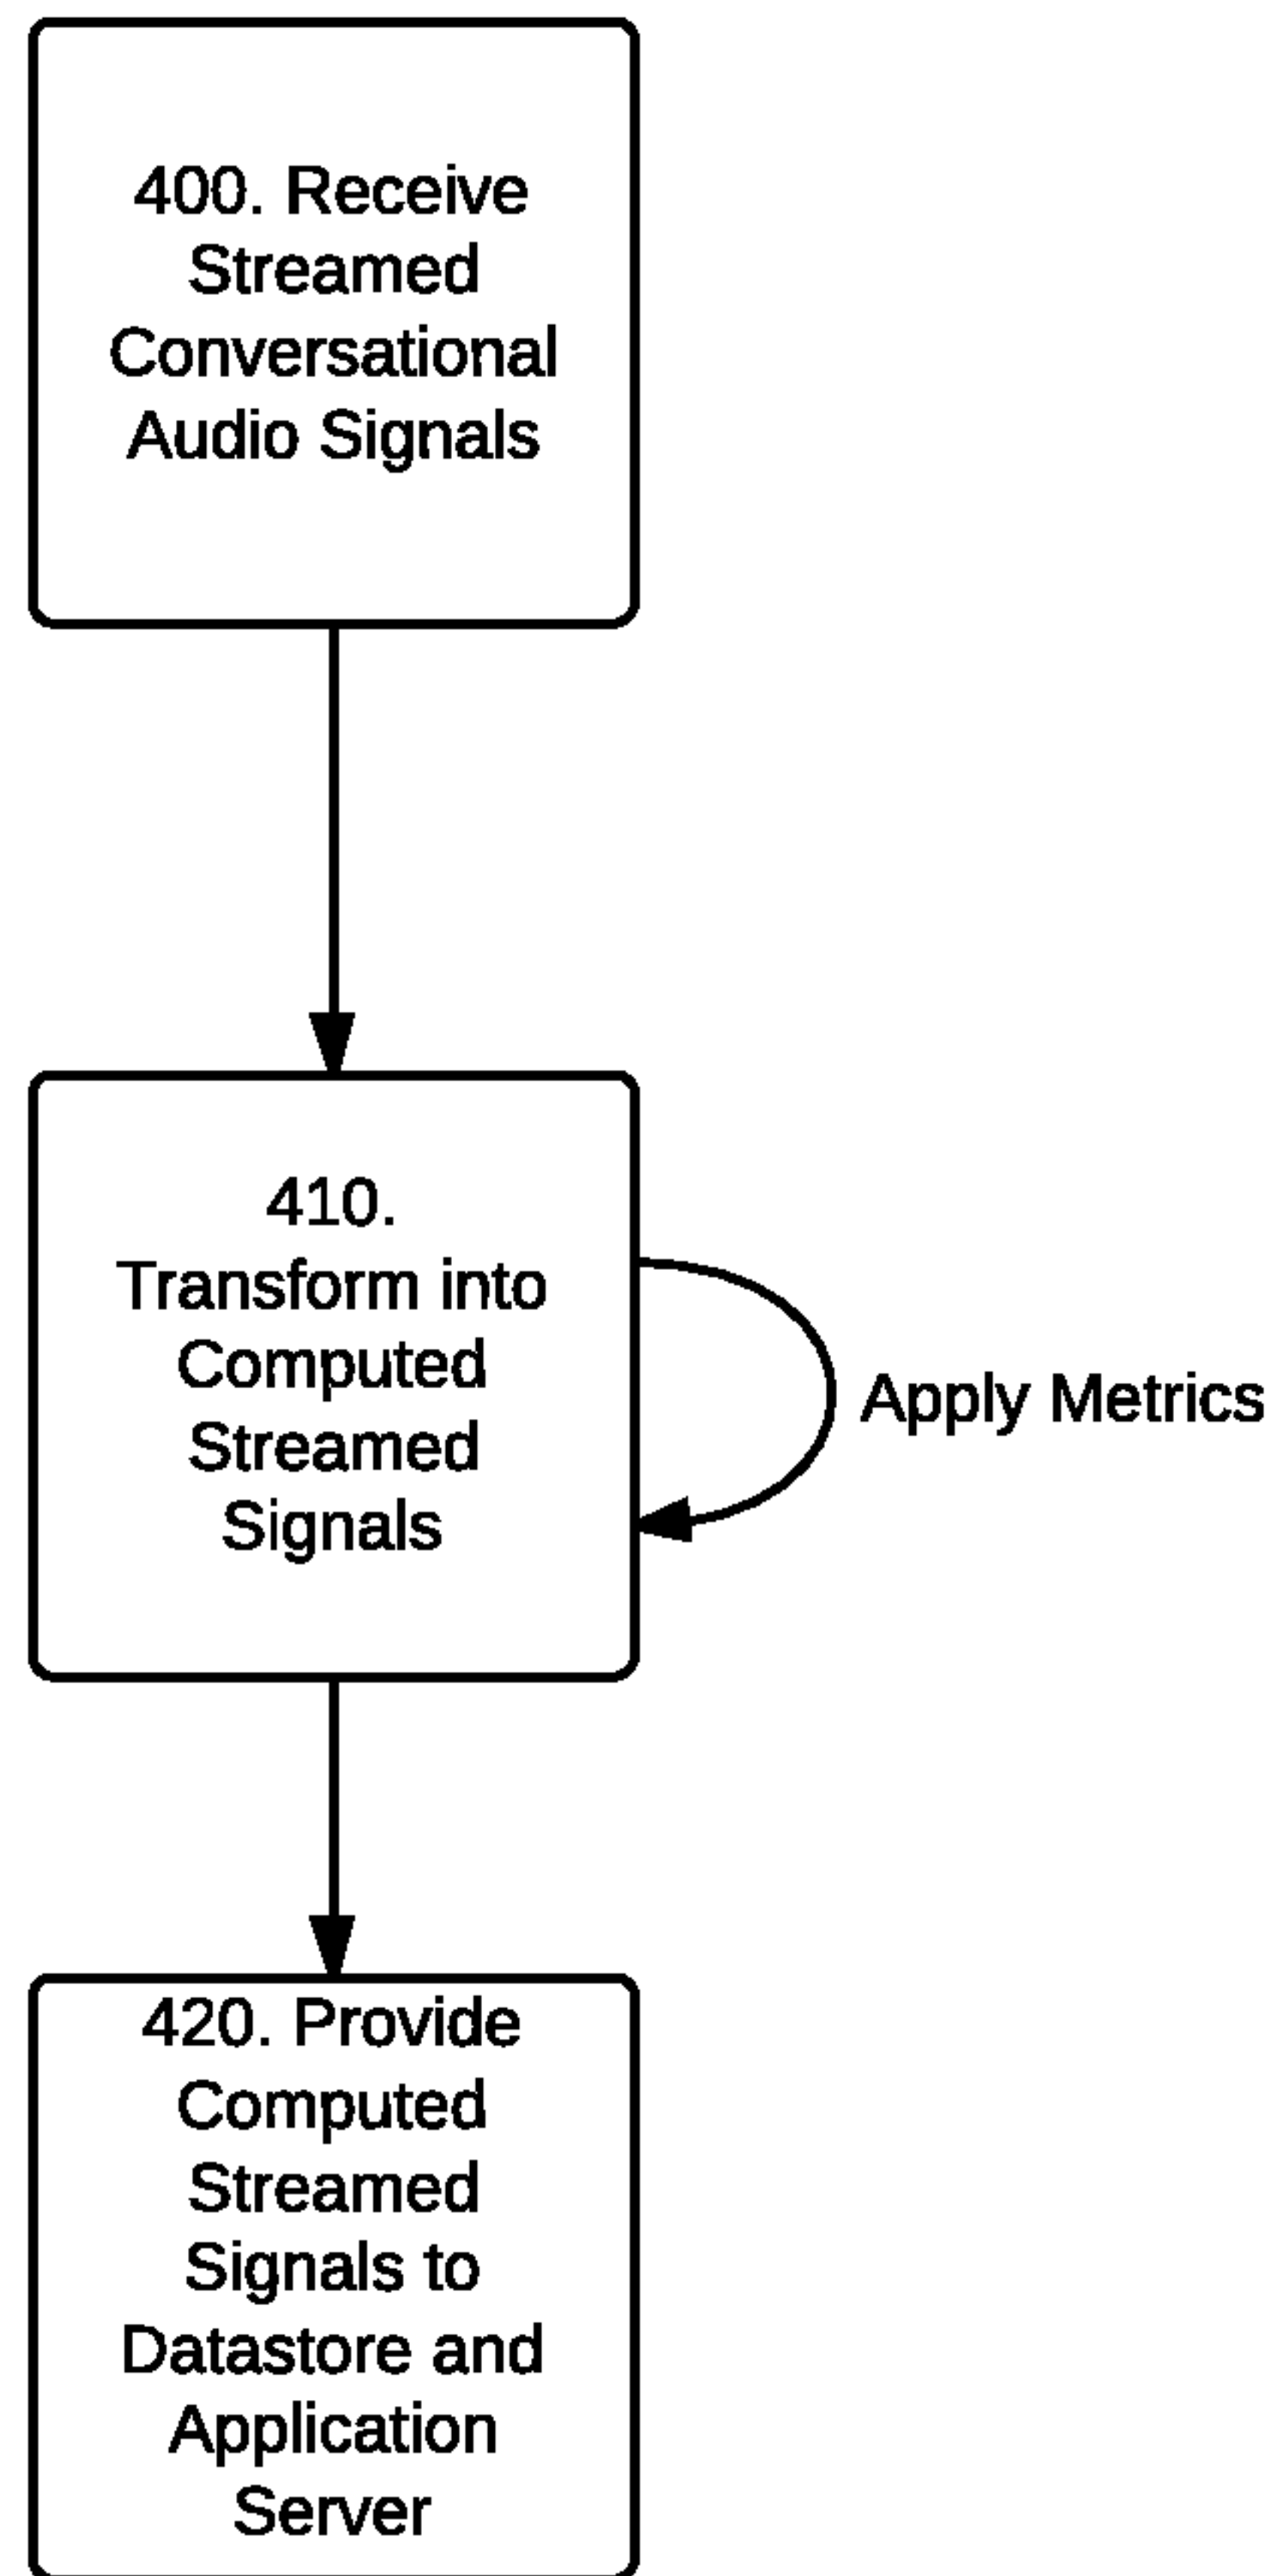 400. Receive
Streamed
Conversational
Audio Signals
410.
Transform into
Computed
Streamed
Signals
Apply Metrics
420. Provide
Computed
Streamed
Signals to
Datastore and
Application
Server